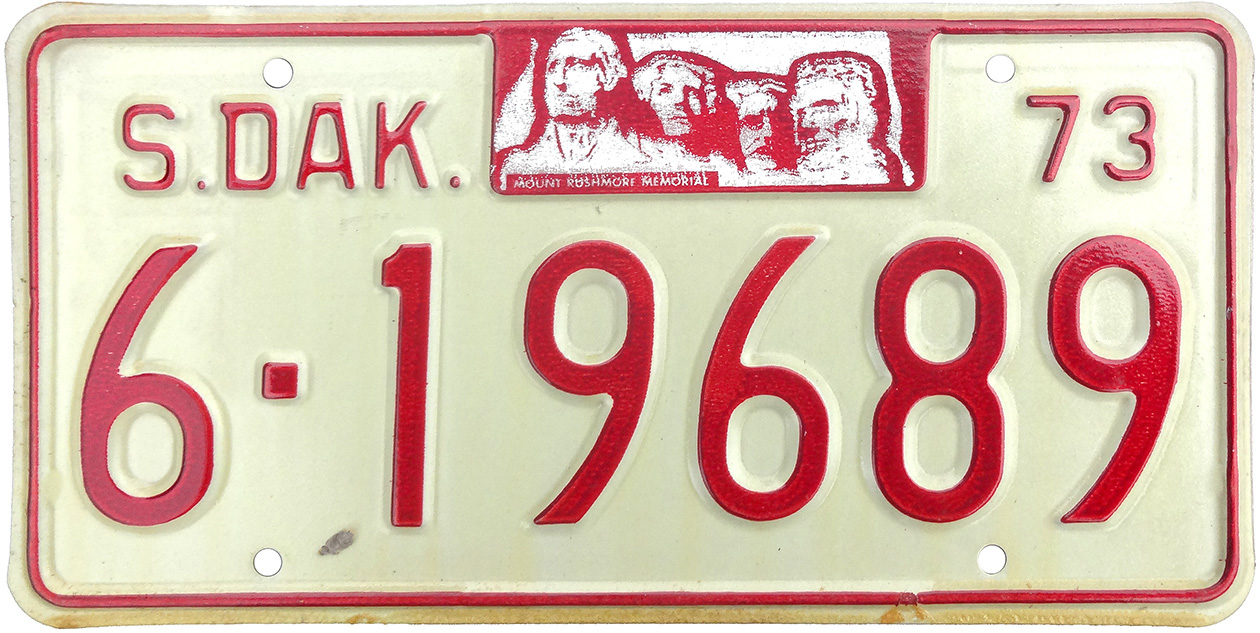 S.DAK.
MOUNT RUSHMORE MEMORIAL
73
6-19689